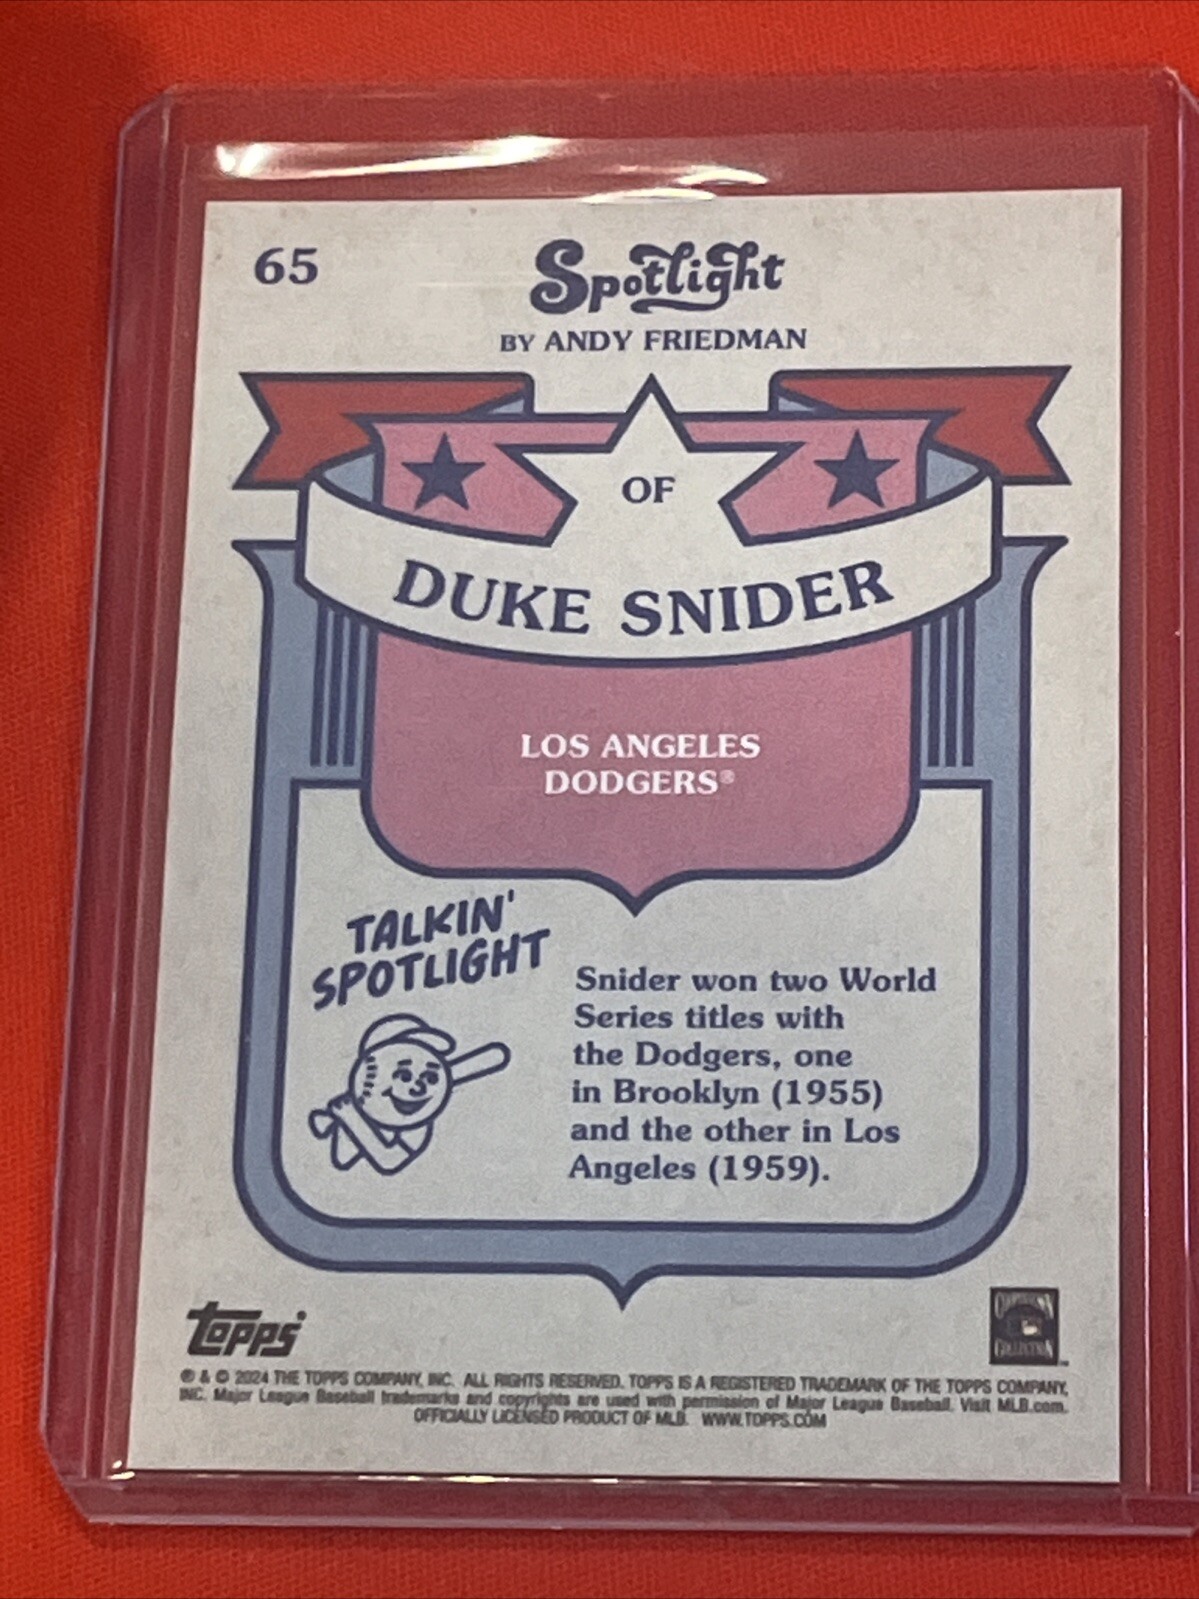 65
Spotlight
BY ANDY FRIEDMAN
OF
DUKE SNIDER
LOS ANGELES
DODGERS®
TALKIN'
SPOTLIGHT
Snider won two World
Series titles with
the Dodgers, one
in Brooklyn (1955)
and the other in Los
Angeles (1959).
topps
COOPERSTOWN
COLLECTION
® & © 2024 THE TOPPS COMPANY, INC. ALL RIGHTS RESERVED. TOPPS IS A REGISTERED TRADEMARK OF THE TOPPS COMPANY,
INC. Major League Baseball trademarks and copyrights are used with permission of Major League Baseball. Visit MLB.com.
OFFICIALLY LICENSED PRODUCT OF MLB. WWW.TOPPS.COM